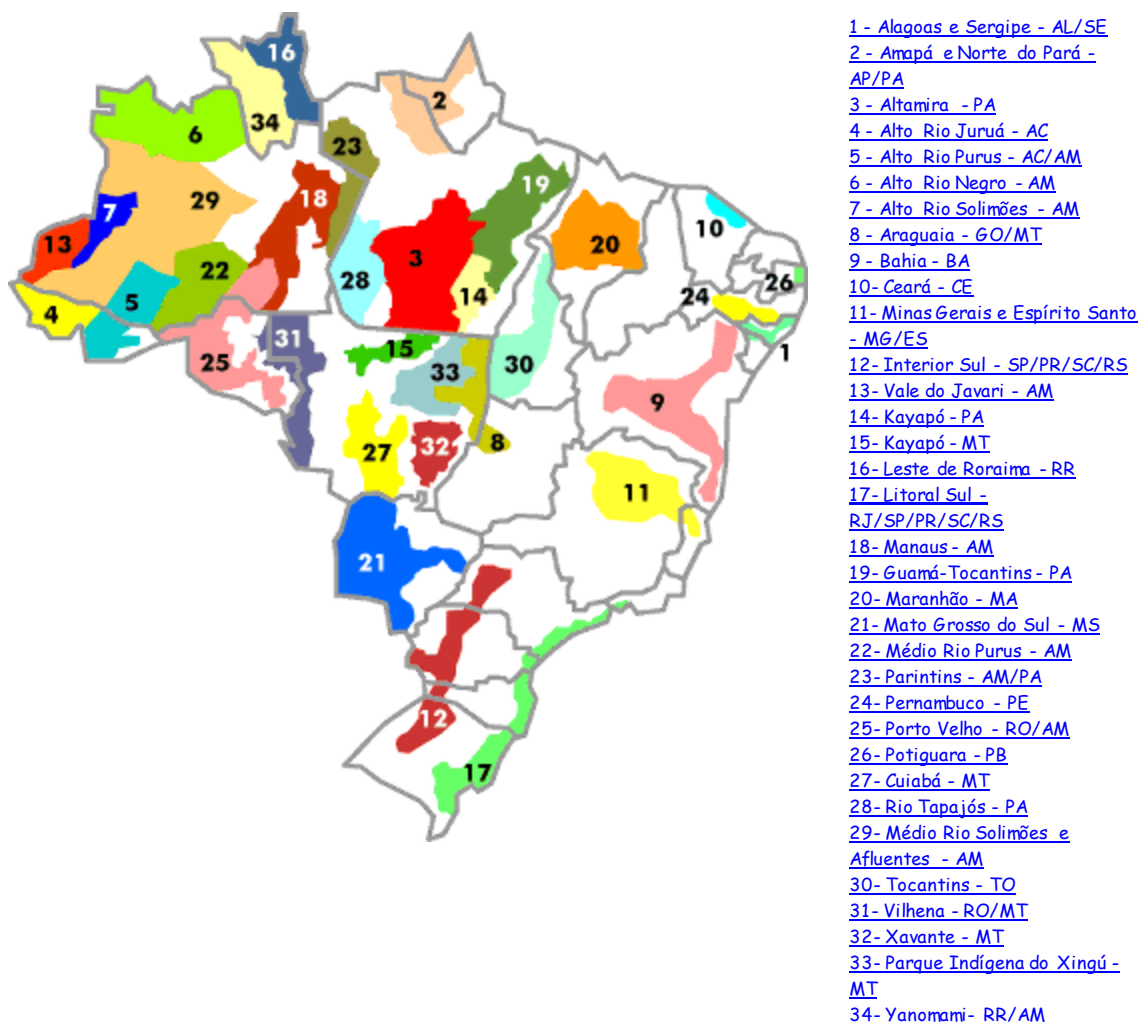 16
2
34
6
23
19
18
29
7
10
13
20
3
22
28
26
14
24
5
4
31
1
15
25
30
33
9
8
32
27
11
21
12
17
1 - Alagoas e Sergipe - AL/SE
2 - Amapá e Norte do Pará -
AP/PA
3 - Altamira - PA
4 - Alto Rio Juruá - AC
5 - Alto Rio Purus - AC/AM
6 - Alto Rio Negro - AM
7 - Alto Rio Solimões - AM
8 - Araguaia - GO/MT
9 - Bahia - BA
10- Ceará - CE
11- Minas Gerais e Espírito Santo
- MG/ES
12- Interior Sul - SP/PR/SC/RS
13- Vale do Javari - AM
14- Kayapó - PA
15- Kayapó - MT
16- Leste de Roraima - RR
17- Litoral Sul -
RJ/SP/PR/SC/RS
18- Manaus - AM
19- Guamá-Tocantins - PA
20- Maranhão - MA
21- Mato Grosso do Sul - MS
22- Médio Rio Purus - AM
23- Parintins - AM/PA
24- Pernambuco - PE
25- Porto Velho - RO/AM
26- Potiguara - PB
27- Cuiabá - MT
28- Rio Tapajós - PA
29- Médio Rio Solimões e
Afluentes - AM
30- Tocantins - TO
31- Vilhena - RO/MT
32- Xavante - MT
33- Parque Indígena do Xingú -
MT
34- Yanomami- RR/AM